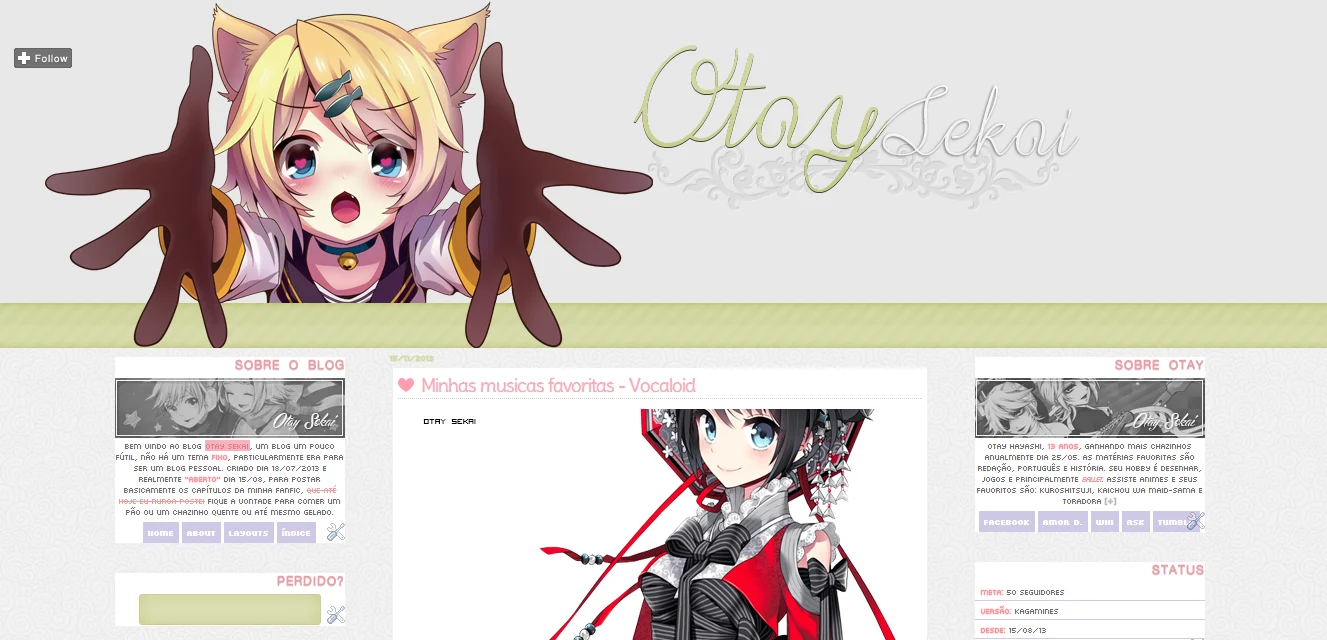 Follow
Otay Sekai
SOBRE O BLOG
Otay Sekai
BEM VINDO AO BLOG OTAY SEKAI, UM BLOG UM POUCO
FÚTIL, NÃO HÁ UM TEMA FIXO, PARTICULARMENTE ERA PARA
SER UM BLOG PESSOAL. CRIADO DIA 18/07/2013 E
REALMENTE "ABERTO" DIA 15/08, PARA POSTAR
BASICAMENTE OS CAPÍTULOS DA MINHA FANFIC, QUE ATÉ
HOJE EU NUNCA POSTEI FIQUE A VONTADE PARA COMER UM
PÃO OU UM CHAZINHO QUENTE OU ATÉ MESMO GELADO.
HOME ABOUT LAYOUTS ÍNDICE
PERDIDO?
15/11/2013
Minhas musicas favoritas - Vocaloid
OTAY SEKAI
SOBRE OTAY
Otay Sekai
OTAY HAYASHI, 13 ANOS, GANHANDO MAIS CHAZINHOS
ANUALMENTE DIA 25/05. AS MATÉRIAS FAVORITAS SÃO
REDAÇÃO, PORTUGUÊS E HISTÓRIA. SEU HOBBY É DESENHAR,
JOGOS E PRINCIPALMENTE BALLET. ASSISTE ANIMES E SEUS
FAVORITOS SÃO: KUROSHITSUJI, KAICHOU WA MAID-SAMA E
TORADORA [+]
FACEBOOK AMOR D. WHI ASK TUMBL
STATUS
META: 50 SEGUIDORES
VERSÃO: KAGAMINES
DESDE: 15/08/13